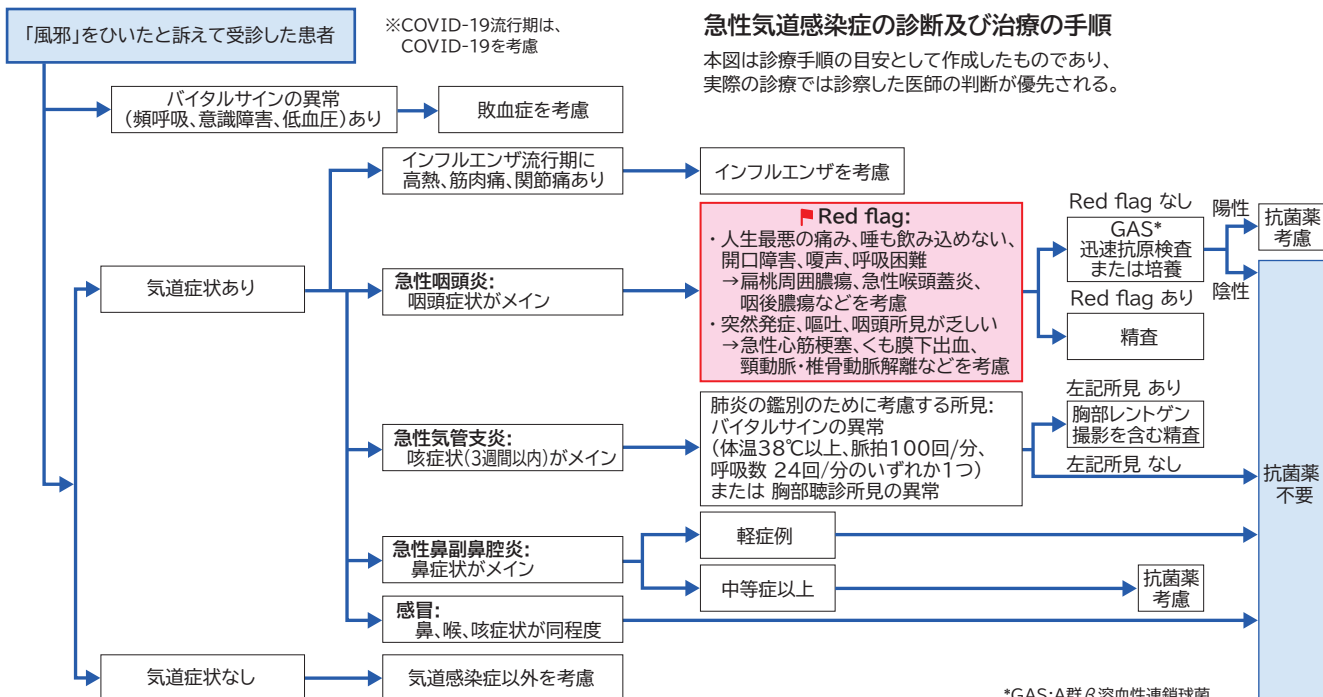 「風邪」をひいたと訴えて受診した患者
※COVID-19流行期は、
COVID-19を考慮
急性気道感染症の診断及び治療の手順
本図は診療手順の目安として作成したものであり、
実際の診療では診察した医師の判断が優先される。
バイタルサインの異常
(頻呼吸、意識障害、低血圧)あり
敗血症を考慮
インフルエンザ流行期に
高熱、筋肉痛、関節痛あり
インフルエンザを考慮
気道症状あり
急性咽頭炎:
咽頭症状がメイン
Red flag:
・人生最悪の痛み、唾も飲み込めない、
開口障害、嗄声、呼吸困難
→扁桃周囲膿瘍、急性喉頭蓋炎、
咽後膿瘍などを考慮
・突然発症、嘔吐、咽頭所見が乏しい
→急性心筋梗塞、くも膜下出血、
頸動脈・椎骨動脈解離などを考慮
Red flag なし
GAS*
迅速抗原検査
または培養
陽性
抗菌薬
考慮
陰性
Red flag あり
精査
急性気管支炎:
咳症状(3週間以内)がメイン
肺炎の鑑別のために考慮する所見:
バイタルサインの異常
(体温38℃以上、脈拍100回/分、
呼吸数 24回/分のいずれか1つ)
または 胸部聴診所見の異常
左記所見 あり
胸部レントゲン
撮影を含む精査
左記所見 なし
抗菌薬
不要
急性鼻副鼻腔炎:
鼻症状がメイン
軽症例
中等症以上
抗菌薬
考慮
感冒:
鼻、喉、咳症状が同程度
気道症状なし
気道感染症以外を考慮
*GAS:A群β溶血性連鎖球菌